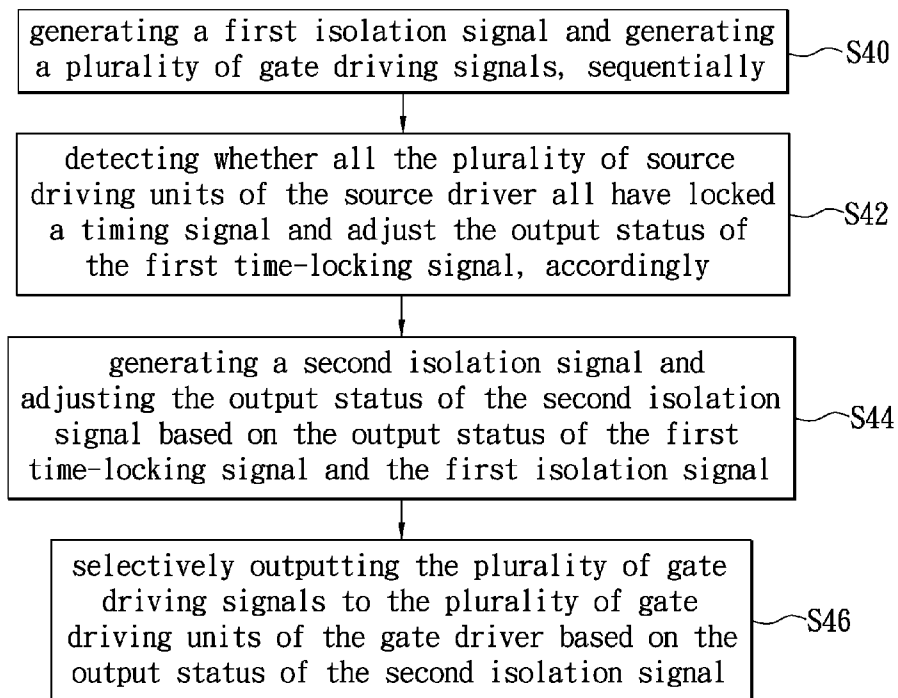 generating a first isolation signal and generating
a plurality of gate driving signals, sequentially
S40
detecting whether all the plurality of source
driving units of the source driver all have locked
a timing signal and adjust the output status of
the first time-locking signal, accordingly
S42
generating a second isolation signal and
adjusting the output status of the second isolation
signal based on the output status of the first
time-locking signal and the first isolation signal
S44
selectively outputting the plurality of gate
driving signals to the plurality of gate
driving units of the gate driver based on the
output status of the second isolation signal
S46